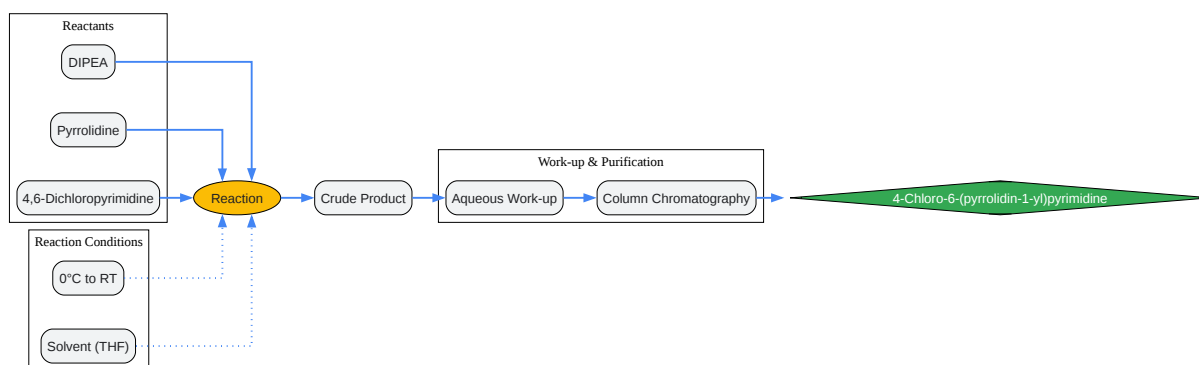 Reactants
DIPEA
Pyrrolidine
4,6-Dichloropyrimidine
Reaction Conditions
0°C to RT
Solvent (THF)
Reaction
Crude Product
Work-up & Purification
Aqueous Work-up
Column Chromatography
4-Chloro-6-(pyrrolidin-1-yl)pyrimidine